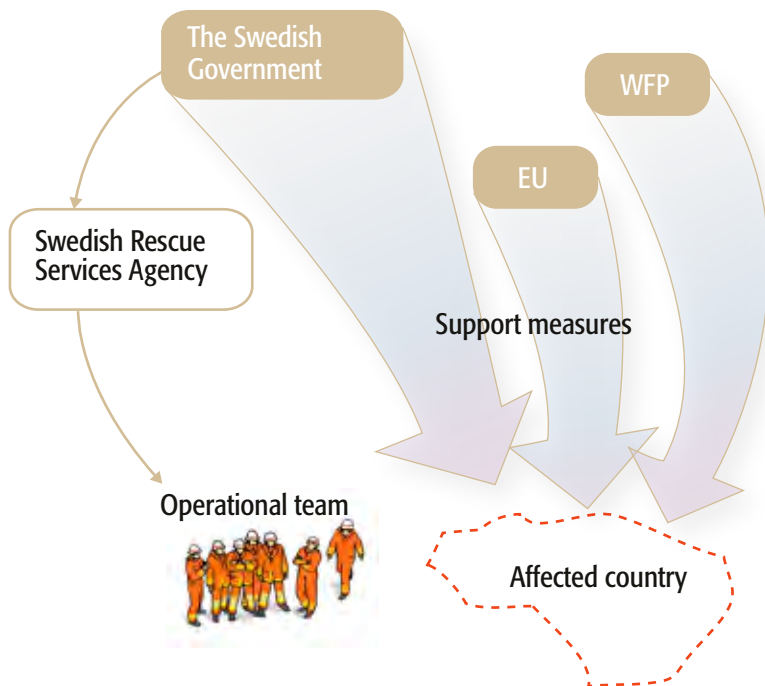 The Swedish
Government
WFP
EU
Swedish Rescue
Services Agency
Support measures
Operational team
Affected country